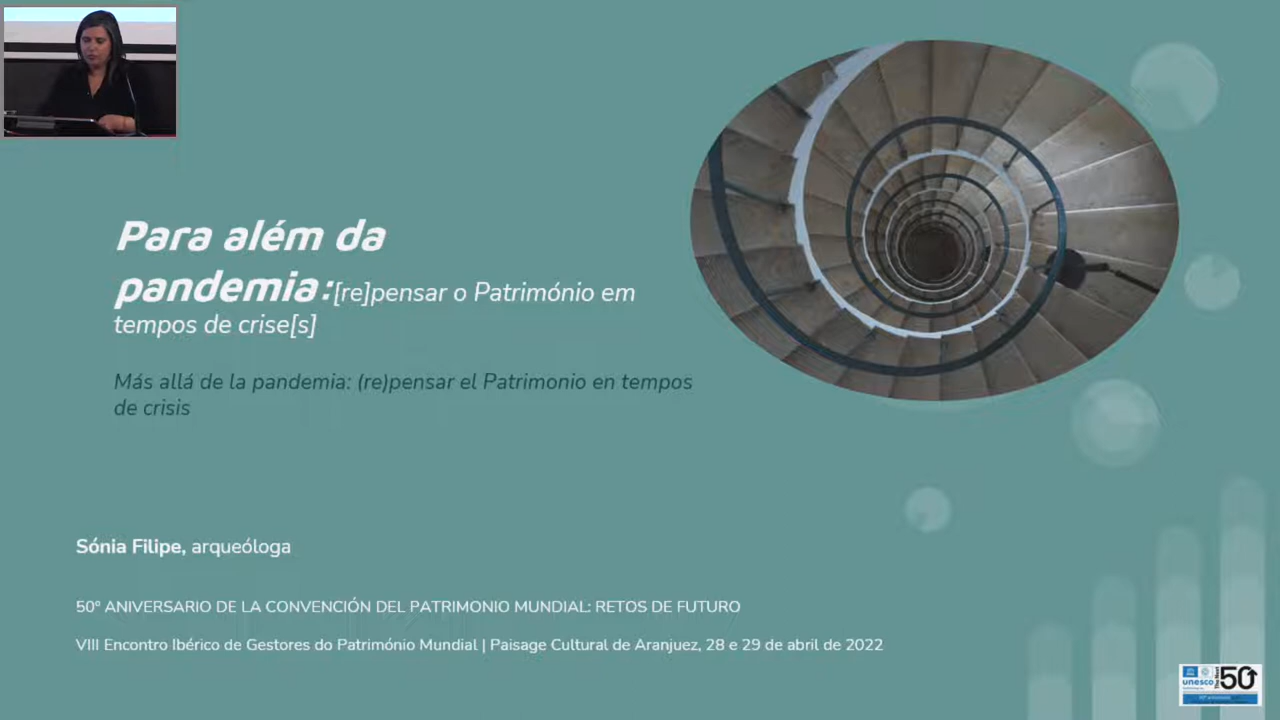 Para além da
pandemia:[re]pensar o Património em
tempos de crise[s]
Más allá de la pandemia: (re)pensar el Patrimonio en tempos
de crisis
Sónia Filipe, arqueóloga
50º ANIVERSARIO DE LA CONVENCIÓN DEL PATRIMONIO MUNDIAL: RETOS DE FUTURO
VIII Encontro Ibérico de Gestores do Património Mundial | Paisage Cultural de Aranjuez, 28 e 29 de abril de 2022
unesco
The Next
50